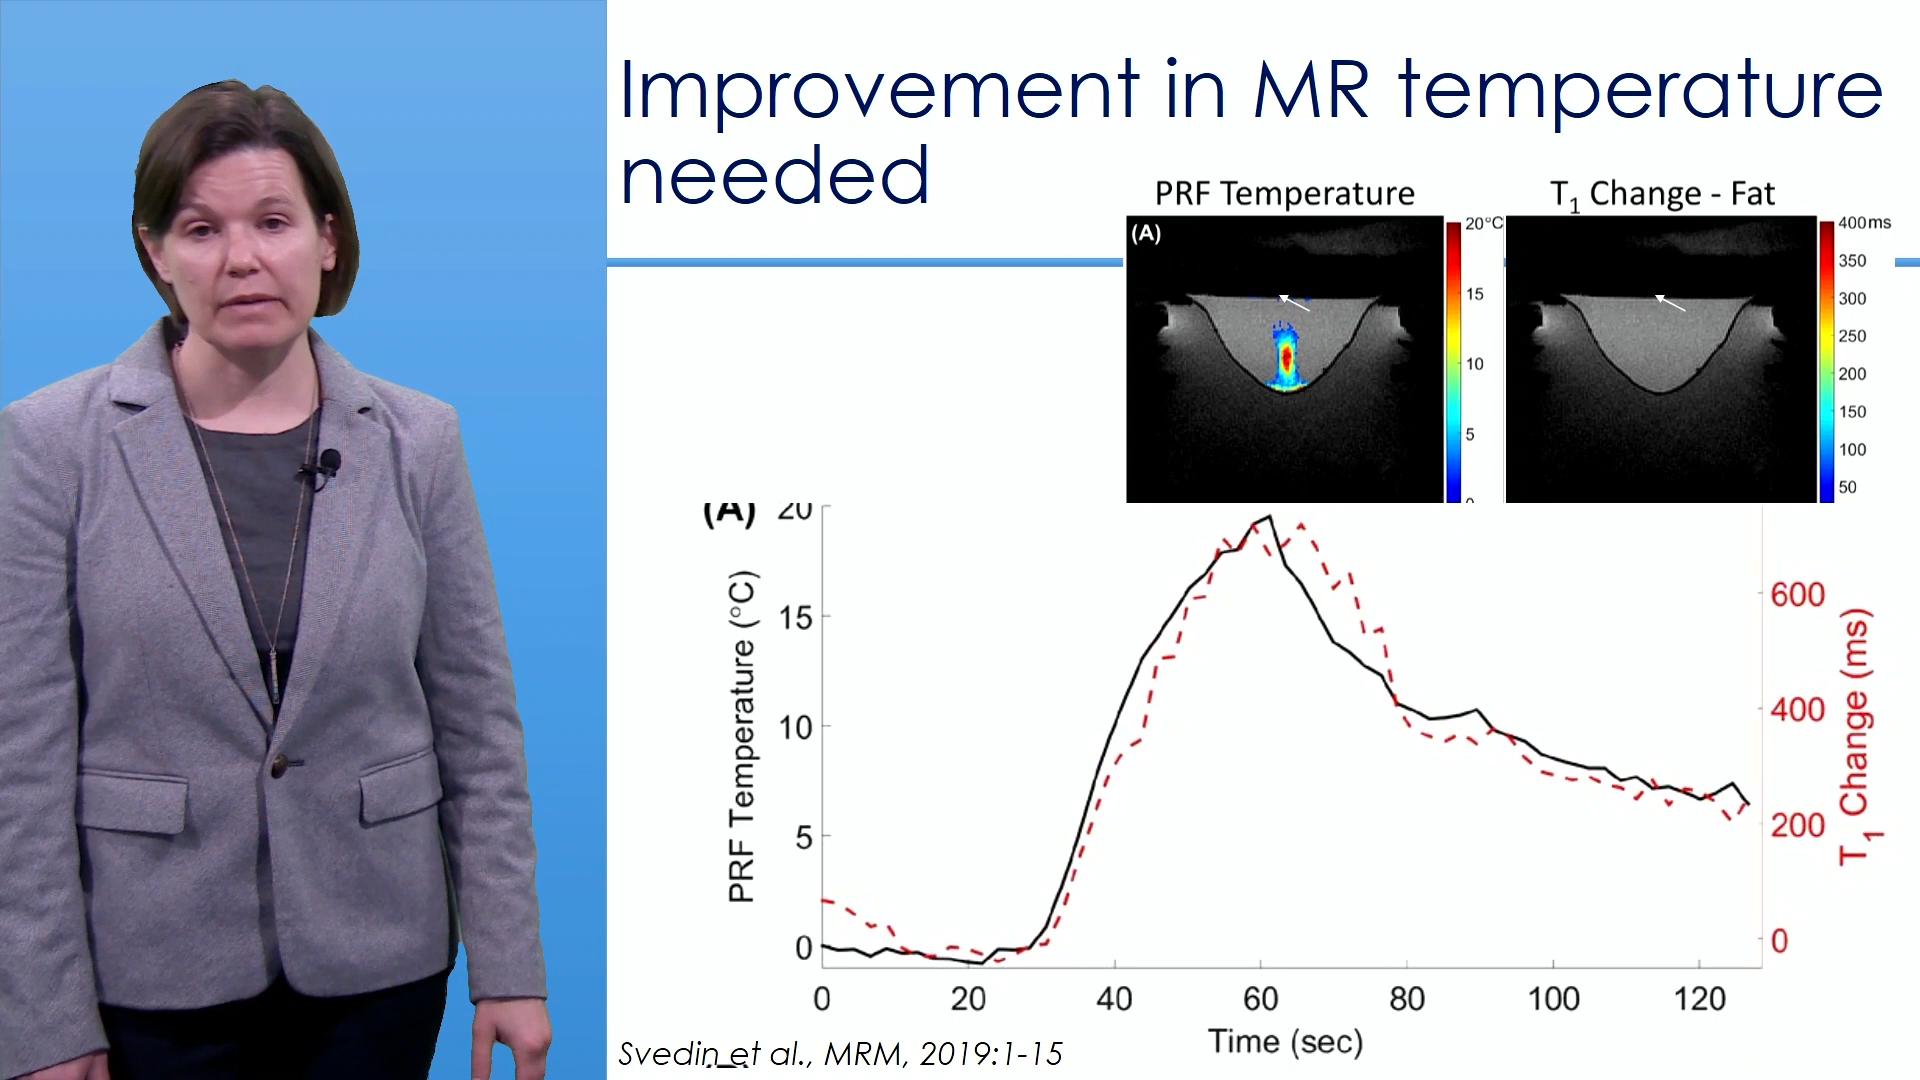 Improvement in MR temperature
needed
PRF Temperature
T1 Change - Fat
(A)
20°C
15
10
5
0
400ms
350
300
250
200
150
100
50
(A)
20
15
10
5
0
PRF Temperature (°C)
600
400
200
0
T1 Change (ms)
0 20 40 60 80 100 120
Time (sec)
Svedin et al., MRM, 2019:1-15